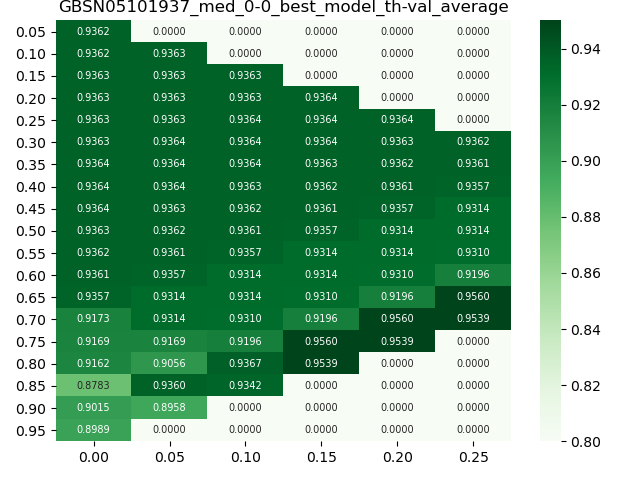 GBSN05101937_med_0-0_best_model_th-val_average
0.05 0.9362 0.0000 0.0000 0.0000 0.0000 0.0000
0.10 0.9362 0.9363 0.0000 0.0000 0.0000 0.0000
0.15 0.9363 0.9363 0.9363 0.0000 0.0000 0.0000
0.20 0.9363 0.9363 0.9363 0.9364 0.0000 0.0000
0.25 0.9363 0.9363 0.9364 0.9364 0.9364 0.0000
0.30 0.9363 0.9364 0.9364 0.9364 0.9363 0.9362
0.35 0.9364 0.9364 0.9364 0.9363 0.9362 0.9361
0.40 0.9364 0.9364 0.9363 0.9362 0.9361 0.9357
0.45 0.9364 0.9363 0.9362 0.9361 0.9357 0.9314
0.50 0.9363 0.9362 0.9361 0.9357 0.9314 0.9314
0.55 0.9362 0.9361 0.9357 0.9314 0.9314 0.9310
0.60 0.9361 0.9357 0.9314 0.9314 0.9310 0.9196
0.65 0.9357 0.9314 0.9314 0.9310 0.9196 0.9560
0.70 0.9173 0.9314 0.9310 0.9196 0.9560 0.9539
0.75 0.9169 0.9169 0.9196 0.9560 0.9539 0.0000
0.80 0.9162 0.9056 0.9367 0.9539 0.0000 0.0000
0.85 0.8783 0.9360 0.9342 0.0000 0.0000 0.0000
0.90 0.9015 0.8958 0.0000 0.0000 0.0000 0.0000
0.95 0.8989 0.0000 0.0000 0.0000 0.0000 0.0000
0.00 0.05 0.10 0.15 0.20 0.25
0.94
0.92
0.90
0.88
0.86
0.84
0.82
0.80